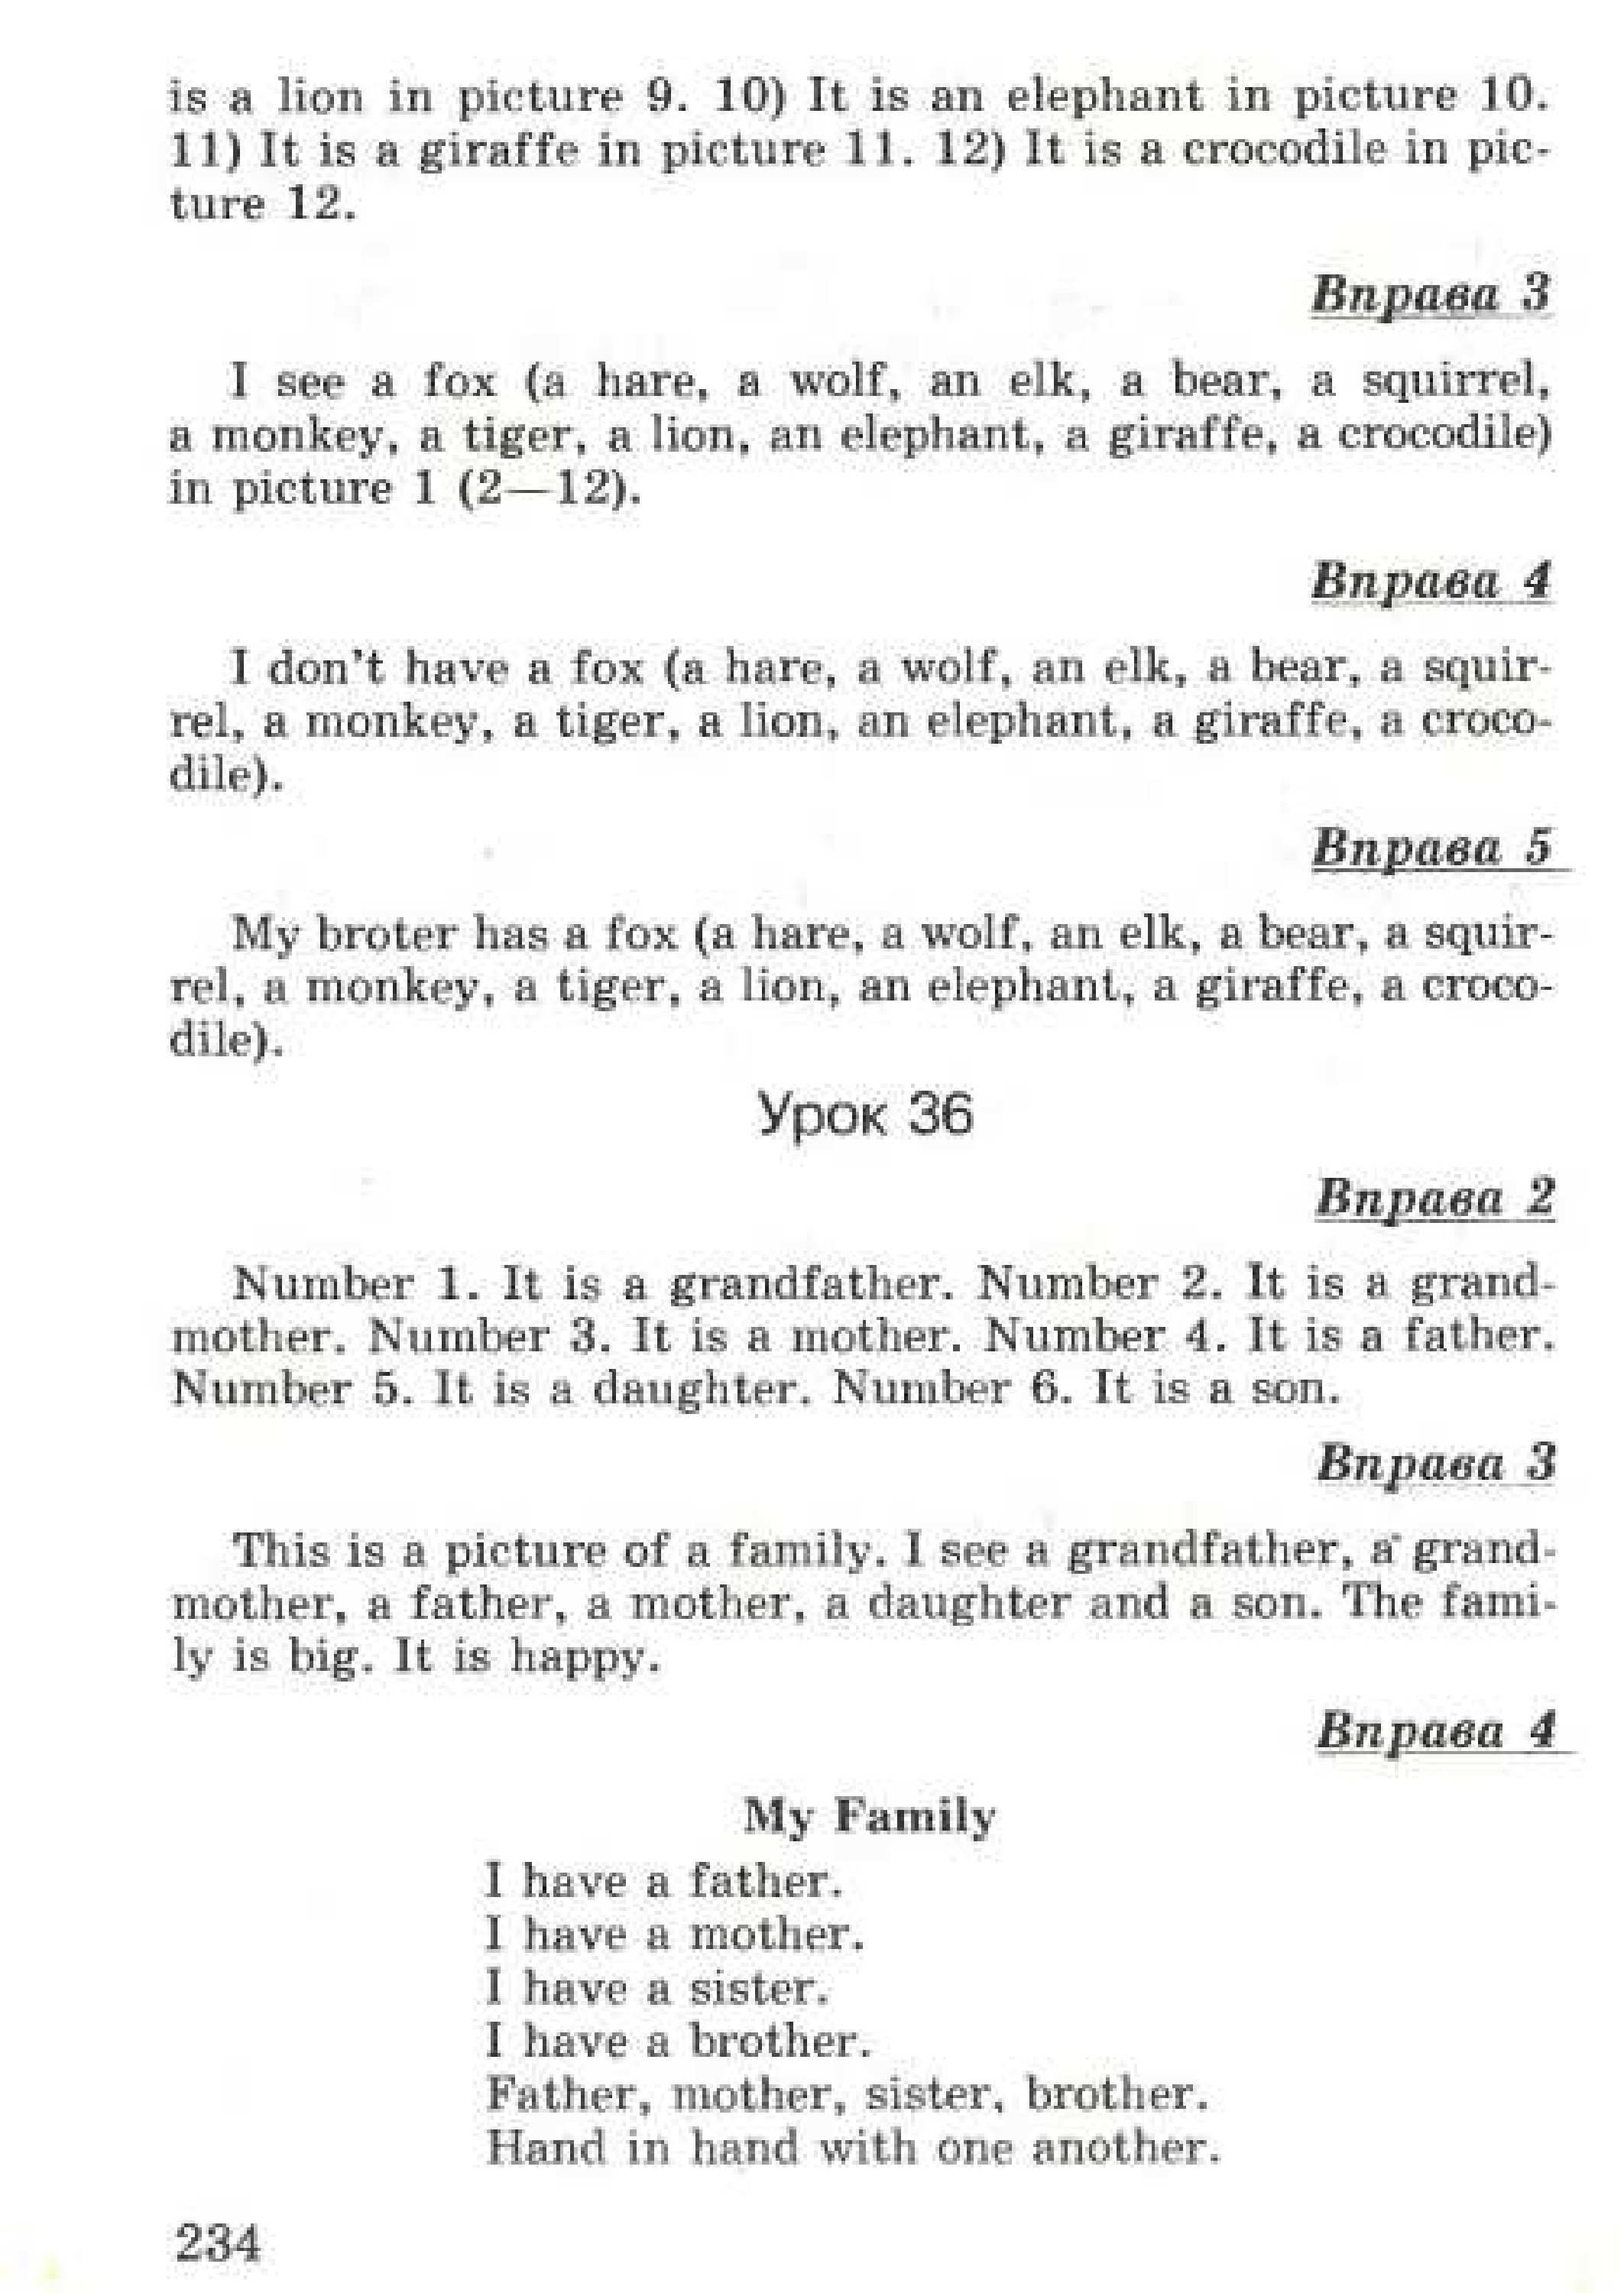 is a lion in picture 9. 10) It is an elephant in picture 10.
11) It is a giraffe in picture 11. 12) It is a crocodile in pic-
ture 12.
Вправа 3
I see a fox (a hare, a wolf, an elk, a bear, a squirrel,
a monkey, a tiger, a lion, an elephant, a giraffe, a crocodile)
in picture 1 (2—12).
Вправа 4
I don't have a fox (a hare, a wolf, an elk, a bear, a squir-
rel, a monkey, a tiger, a lion, an elephant, a giraffe, a croco-
dile).
Вправа 5
My broter has a fox (a hare, a wolf, an elk, a bear, a squir-
rel, a monkey, a tiger, a lion, an elephant, a giraffe, a croco-
dile).
Урок 36
Вправа 2
Number 1. It is a grandfather. Number 2. It is a grand-
mother. Number 3. It is a mother. Number 4. It is a father.
Number 5. It is a daughter. Number 6. It is a son.
Вправа 3
This is a picture of a family. I see a grandfather, a grand-
mother, a father, a mother, a daughter and a son. The fami-
ly is big. It is happy.
Вправа 4
My Family
I have a father.
I have a mother.
I have a sister.
I have a brother.
Father, mother, sister, brother.
Hand in hand with one another.
234